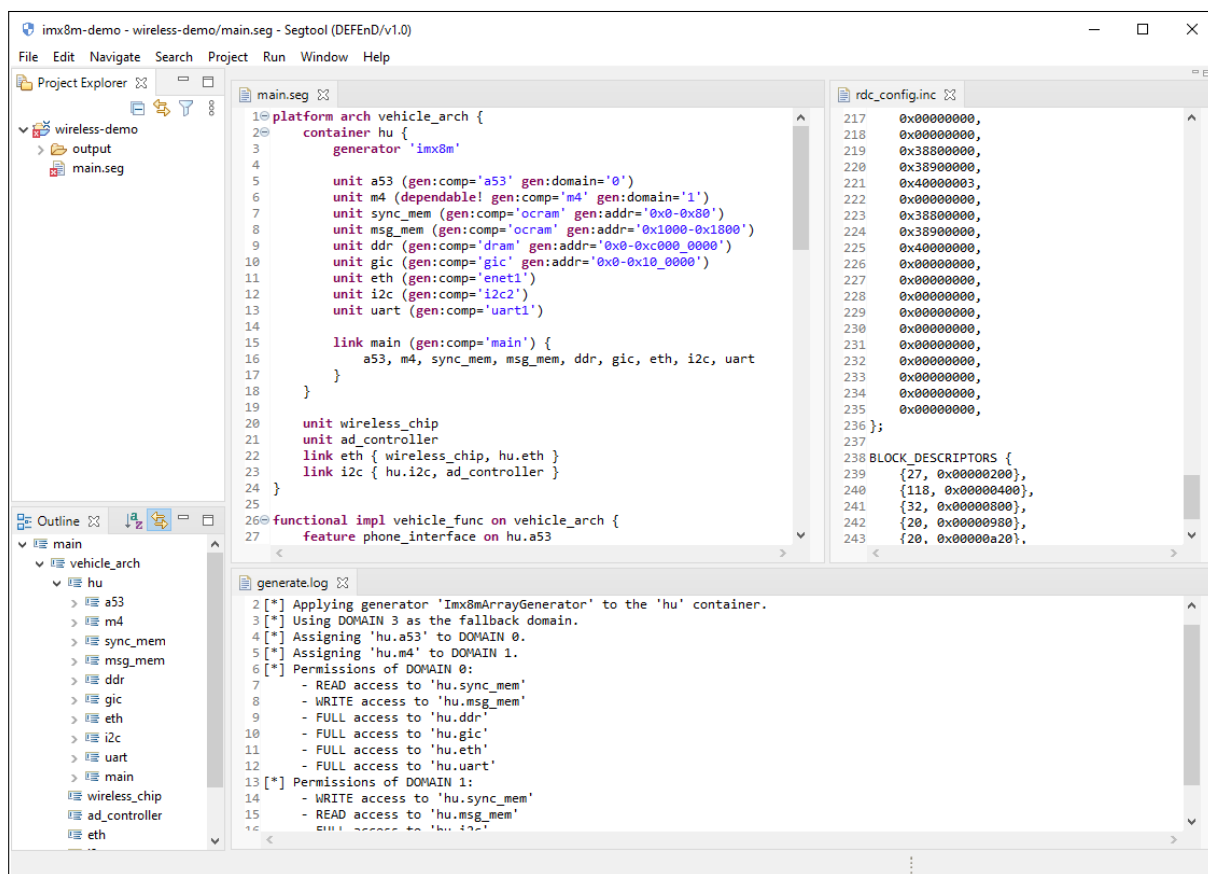 imx8m-demo - wireless-demo/main.seg - Segtool (DEFEnD/v1.0)
File Edit Navigate Search Project Run Window Help
Project Explorer
wireless-demo
output
main.seg
Outline
main
vehicle_arch
hu
a53
m4
sync_mem
msg_mem
ddr
gic
eth
i2c
uart
main
wireless_chip
ad_controller
eth
main.seg
1 platform arch vehicle_arch {
2 container hu {
3 generator 'imx8m'
4
5 unit a53 (gen:comp='a53' gen:domain='0')
6 unit m4 (dependable! gen:comp='m4' gen:domain='1')
7 unit sync_mem (gen:comp='ocram' gen:addr='0x0-0x80')
8 unit msg_mem (gen:comp='ocram' gen:addr='0x1000-0x1800')
9 unit ddr (gen:comp='dram' gen:addr='0x0-0xc000_0000')
10 unit gic (gen:comp='gic' gen:addr='0x0-0x10_0000')
11 unit eth (gen:comp='enet1')
12 unit i2c (gen:comp='i2c2')
13 unit uart (gen:comp='uart1')
14
15 link main (gen:comp='main') {
16 a53, m4, sync_mem, msg_mem, ddr, gic, eth, i2c, uart
17 }
18 }
19
20 unit wireless_chip
21 unit ad_controller
22 link eth { wireless_chip, hu.eth }
23 link i2c { hu.i2c, ad_controller }
24 }
25
26 functional impl vehicle_func on vehicle_arch {
27 feature phone_interface on hu.a53
rdc_config.inc
217 0x00000000,
218 0x00000000,
219 0x38800000,
220 0x38900000,
221 0x40000003,
222 0x00000000,
223 0x38800000,
224 0x38900000,
225 0x40000000,
226 0x00000000,
227 0x00000000,
228 0x00000000,
229 0x00000000,
230 0x00000000,
231 0x00000000,
232 0x00000000,
233 0x00000000,
234 0x00000000,
235 0x00000000,
236 };
237
238 BLOCK_DESCRIPTORS {
239 {27, 0x00000200},
240 {118, 0x00000400},
241 {32, 0x00000800},
242 {20, 0x00000980},
243 {20, 0x00000a20},
generate.log
2 [*] Applying generator 'Imx8mArrayGenerator' to the 'hu' container.
3 [*] Using DOMAIN 3 as the fallback domain.
4 [*] Assigning 'hu.a53' to DOMAIN 0.
5 [*] Assigning 'hu.m4' to DOMAIN 1.
6 [*] Permissions of DOMAIN 0:
7 - READ access to 'hu.sync_mem'
8 - WRITE access to 'hu.msg_mem'
9 - FULL access to 'hu.ddr'
10 - FULL access to 'hu.gic'
11 - FULL access to 'hu.eth'
12 - FULL access to 'hu.uart'
13 [*] Permissions of DOMAIN 1:
14 - WRITE access to 'hu.sync_mem'
15 - READ access to 'hu.msg_mem'
16 - FULL access to 'hu.i2c'